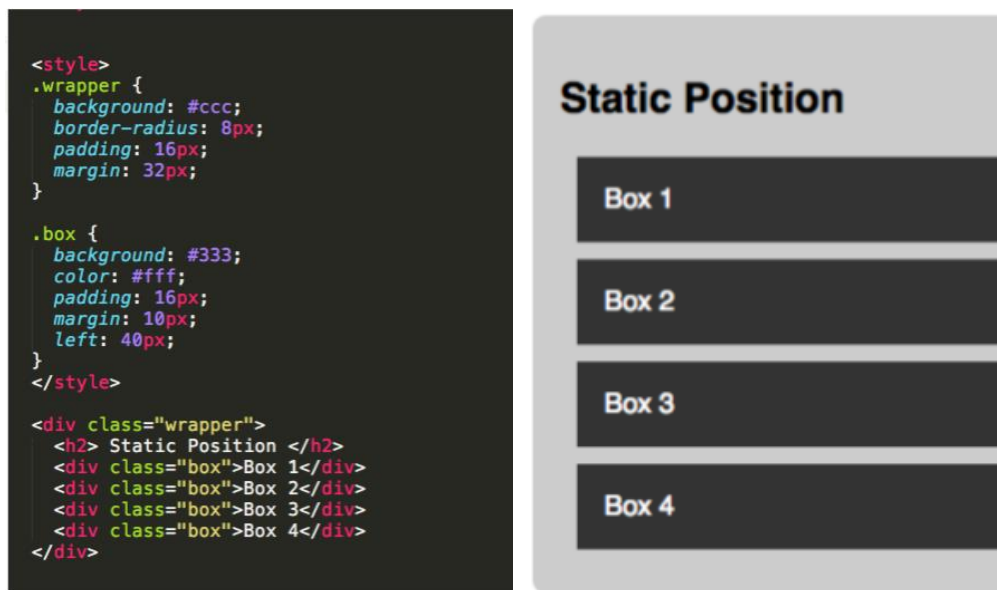 <style>
.wrapper {
background: #ccc;
border-radius: 8px;
padding: 16px;
margin: 32px;
}
.box {
background: #333;
color: #fff;
padding: 16px;
margin: 10px;
left: 40px;
}
</style>
<div class="wrapper">
<h2> Static Position </h2>
<div class="box">Box 1</div>
<div class="box">Box 2</div>
<div class="box">Box 3</div>
<div class="box">Box 4</div>
</div>
Static Position
Box 1
Box 2
Box 3
Box 4